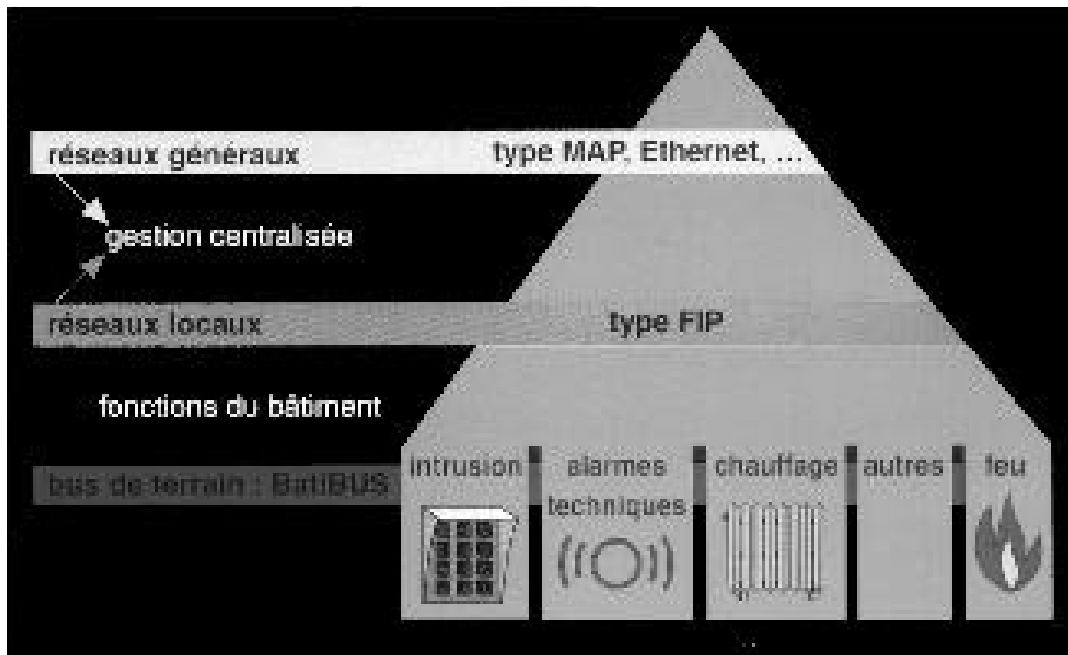 réseaux généraux type MAP, Ethernet, ...
gestion centralisée
réseaux locaux type FIP
fonctions du bâtiment
bus de terrain : BatiBUS
intrusion
alarmes
techniques
chauffage
autres
feu